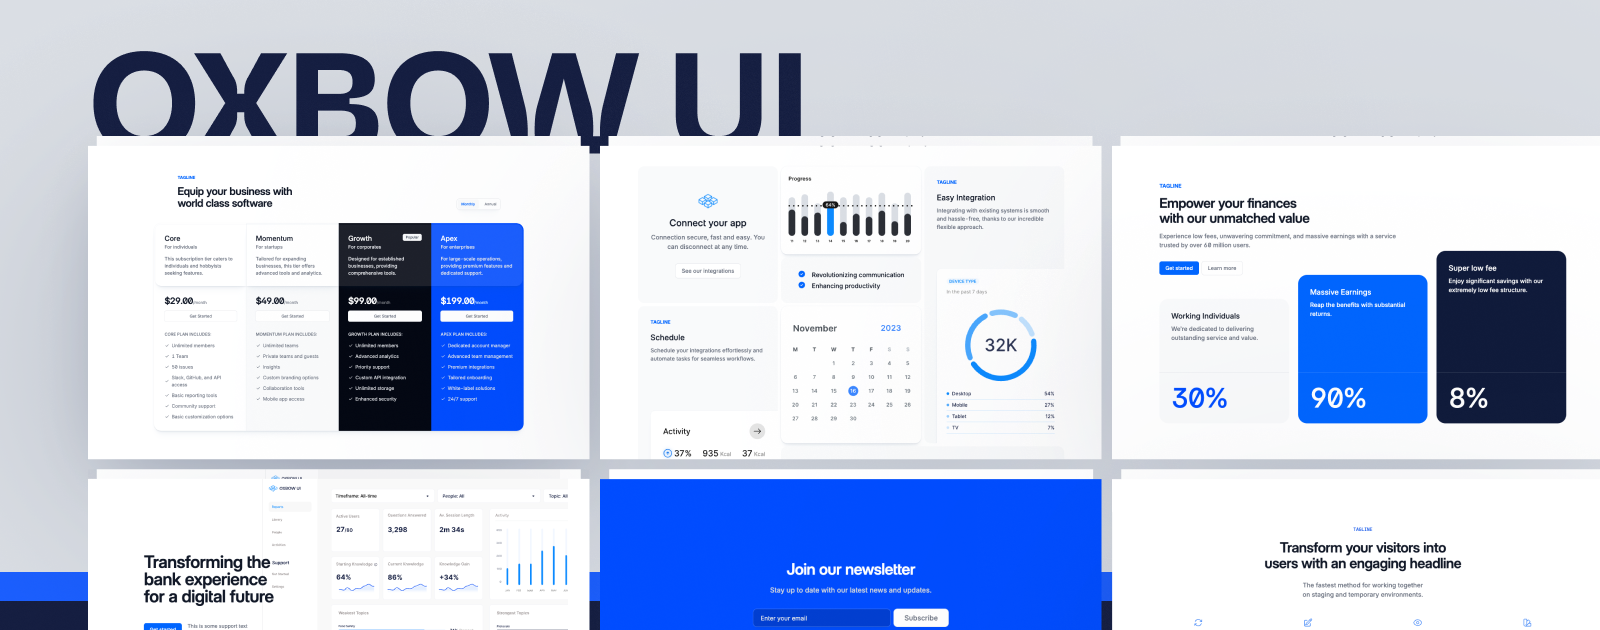 OXBOW UI
TAGLINE
Equip your business with
world class software
Monthly Annual
Core
For individuals
This subscription tier caters to
individuals and hobbyists
seeking features.
$29.00/month
Get Started
CORE PLAN INCLUDES:
Unlimited members
1 Team
50 issues
Slack, GitHub, and API
access
Basic reporting tools
Community support
Basic customization options
Momentum
For startups
Tailored for expanding
businesses, this tier offers
advanced tools and analytics.
$49.00/month
Get Started
MOMENTUM PLAN INCLUDES:
Unlimited teams
Private teams and guests
Insights
Custom branding options
Collaboration tools
Mobile app access
Growth
Popular
For corporates
Designed for established
businesses, providing
comprehensive tools.
$99.00/month
Get Started
GROWTH PLAN INCLUDES:
Unlimited members
Advanced analytics
Priority support
Custom API integration
Unlimited storage
Enhanced security
Apex
For enterprises
For large-scale operations,
providing premium features and
dedicated support.
$199.00/month
Get Started
APEX PLAN INCLUDES:
Dedicated account manager
Advanced team management
Premium integrations
Tailored onboarding
White-label solutions
24/7 support
Connect your app
Connection secure, fast and easy. You
can disconnect at any time.
See our integrations
TAGLINE
Schedule
Schedule your integrations effortlessly and
automate tasks for seamless workflows.
Activity
37% 935 Kcal 37 Kcal
Progress
64%
11 12 13 14 15 16 17 18 19 20
Revolutionizing communication
Enhancing productivity
November 2023
M T W T F S S
1 2 3 4 5
6 7 8 9 10 11 12
13 14 15 16 17 18 19
20 21 22 23 24 25 26
27 28 29 30
TAGLINE
Easy Integration
Integrating with existing systems is smooth
and hassle-free, thanks to our incredible
flexible approach.
DEVICE TYPE
In the past 7 days
32K
Desktop 54%
Mobile 27%
Tablet 12%
TV 7%
TAGLINE
Empower your finances
with our unmatched value
Experience low fees, unwavering commitment, and massive earnings with a service
trusted by over 60 million users.
Get started Learn more
Working Individuals
We're dedicated to delivering
outstanding service and value.
30%
Massive Earnings
Reap the benefits with substantial
returns.
90%
Super low fee
Enjoy significant savings with our
extremely low fee structure.
8%
Transforming the
bank experience
for a digital future
Get started
This is some support text
OXBOW UI
Reports
Library
People
Activities
Support
Get Started
Settings
Timeframe: All-time
People: All
Topic: All
Active Users
27/80
Questions Answered
3,298
Av. Session Length
2m 34s
Activity
Starting Knowledge
64%
Current Knowledge
86%
Knowledge Gain
+34%
Weakest Topics
Strongest Topics
Join our newsletter
Stay up to date with our latest news and updates.
Enter your email
Subscribe
TAGLINE
Transform your visitors into
users with an engaging headline
The fastest method for working together
on staging and temporary environments.